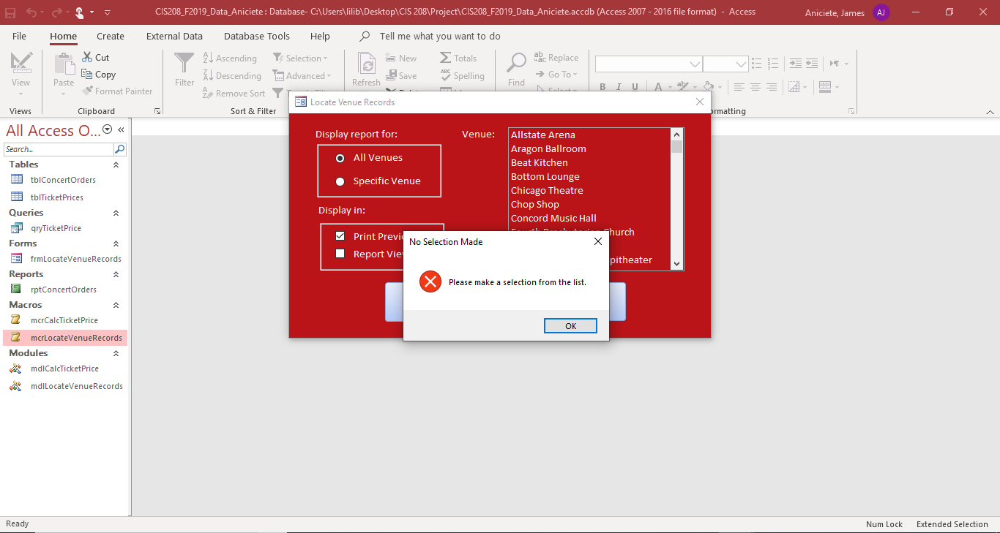 CIS208_F2019_Data_Aniciete : Database- C:\Users\lilib\Desktop\CIS 208\Project\CIS208_F2019_Data_Aniciete.accdb (Access 2007 - 2016 file format) - Access
Aniciete, James AJ
File Home Create External Data Database Tools Help Tell me what you want to do
View
Views
Paste
Cut
Copy
Format Painter
Clipboard
Filter
Ascending
Descending
Remove Sort
Selection
Advanced
Sort & Filter
Refresh
New
Save
Totals
Spelling
Find
Replace
Go To
Select
B I U A
All Access O...
Search...
Tables
tblConcertOrders
tblTicketPrices
Queries
qryTicketPrice
Forms
frmLocateVenueRecords
Reports
rptConcertOrders
Macros
mcrCalcTicketPrice
mcrLocateVenueRecords
Modules
mdlCalcTicketPrice
mdlLocateVenueRecords
Locate Venue Records
Display report for:
All Venues
Specific Venue
Display in:
Print Previe
Report Vie
Venue:
Allstate Arena
Aragon Ballroom
Beat Kitchen
Bottom Lounge
Chicago Theatre
Chop Shop
Concord Music Hall
Fourth Presbyterian Church
pitheater
No Selection Made
Please make a selection from the list.
OK
Ready
Num Lock Extended Selection